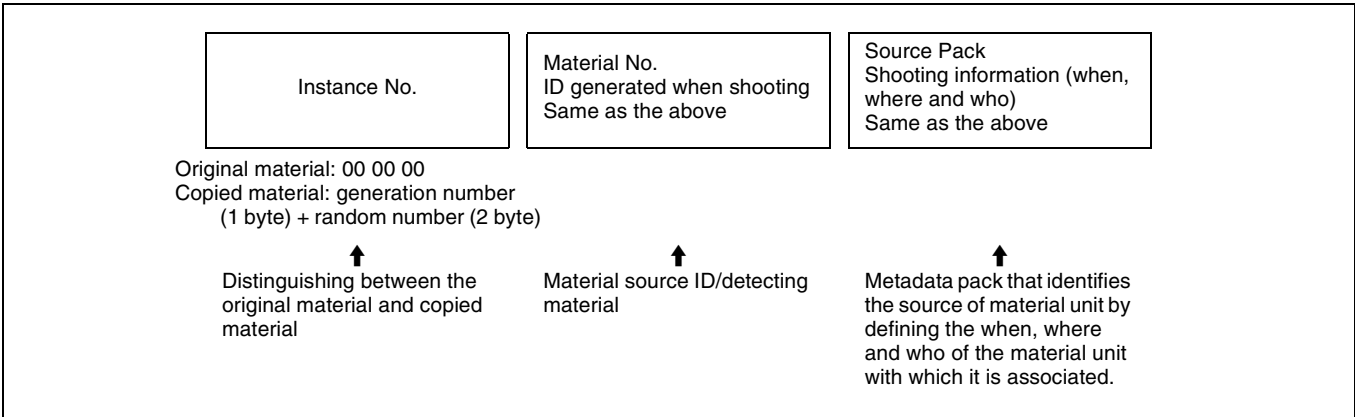 Instance No.
Material No.
ID generated when shooting
Same as the above
Source Pack
Shooting information (when,
where and who)
Same as the above
Original material: 00 00 00
Copied material: generation number
(1 byte) + random number (2 byte)
Distinguishing between the
original material and copied
material
Material source ID/detecting
material
Metadata pack that identifies
the source of material unit by
defining the when, where
and who of the material unit
with which it is associated.